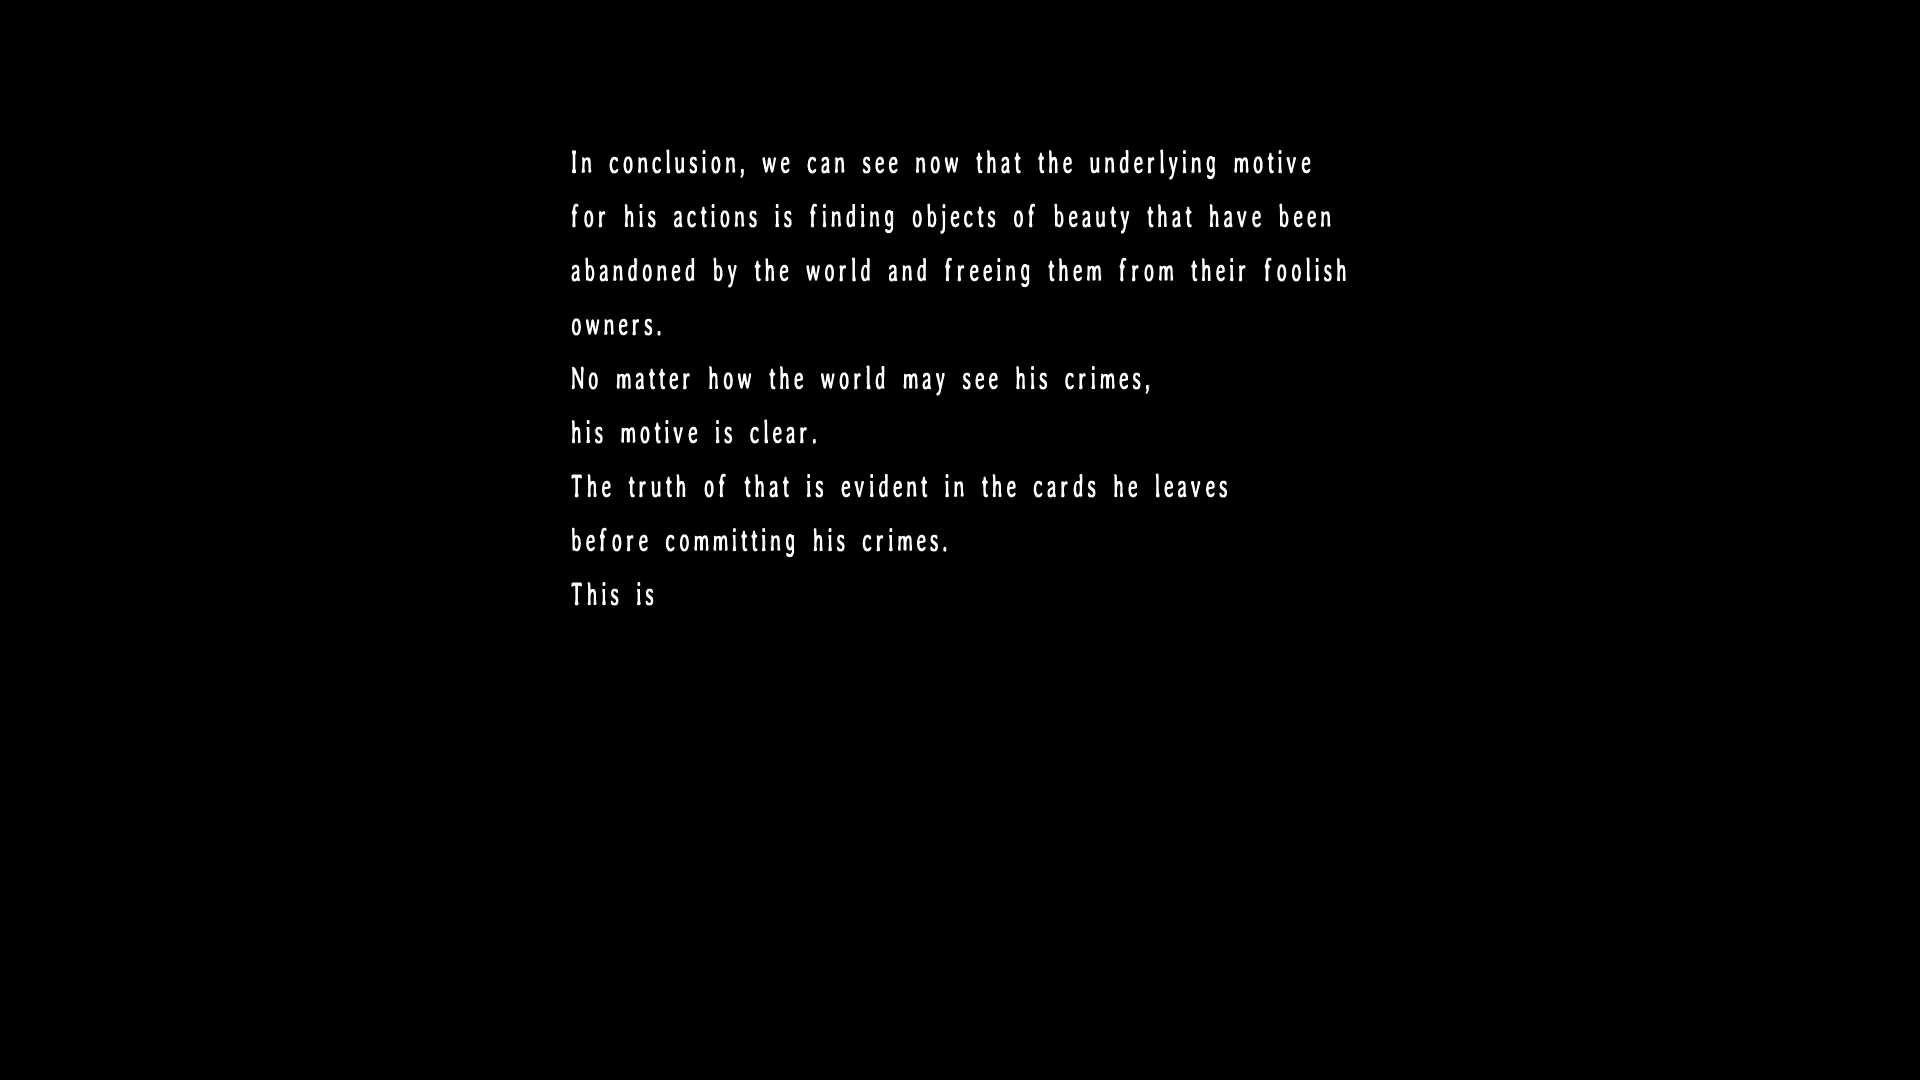 In conclusion, we can see now that the underlying motive
for his actions is finding objects of beauty that have been
abandoned by the world and freeing them from their foolish
owners.
No matter how the world may see his crimes,
his motive is clear.
The truth of that is evident in the cards he leaves
before committing his crimes.
This is